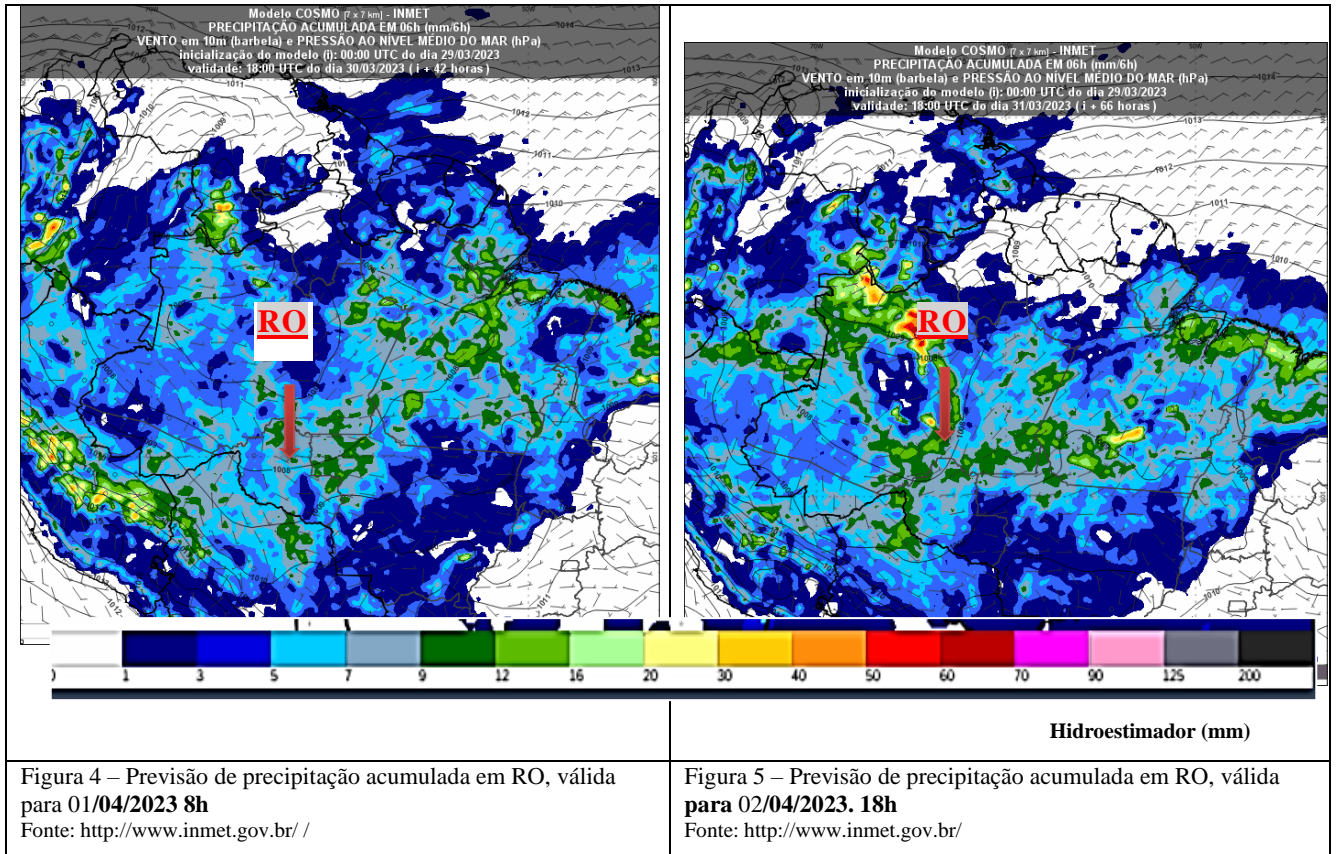 Modelo COSMO [7 x 7 km] - INMET
PRECIPITAÇÃO ACUMULADA EM 06h (mm/6h)
VENTO em 10m (barbela) e PRESSÃO AO NÍVEL MÉDIO DO MAR (hPa)
inicialização do modelo (i): 00:00 UTC do dia 29/03/2023
validade: 18:00 UTC do dia 30/03/2023 ( i + 42 horas )
RO
Modelo COSMO [7 x 7 km] - INMET
PRECIPITAÇÃO ACUMULADA EM 06h (mm/6h)
VENTO em 10m (barbela) e PRESSÃO AO NÍVEL MÉDIO DO MAR (hPa)
inicialização do modelo (i): 00:00 UTC do dia 29/03/2023
validade: 18:00 UTC do dia 31/03/2023 ( i + 66 horas )
RO
1 3 5 7 9 12 16 20 30 40 50 60 70 90 125 200
Hidroestimador (mm)
Figura 4 – Previsão de precipitação acumulada em RO, válida
para 01/04/2023 8h
Fonte: http://www.inmet.gov.br/ /
Figura 5 – Previsão de precipitação acumulada em RO, válida
para 02/04/2023. 18h
Fonte: http://www.inmet.gov.br/